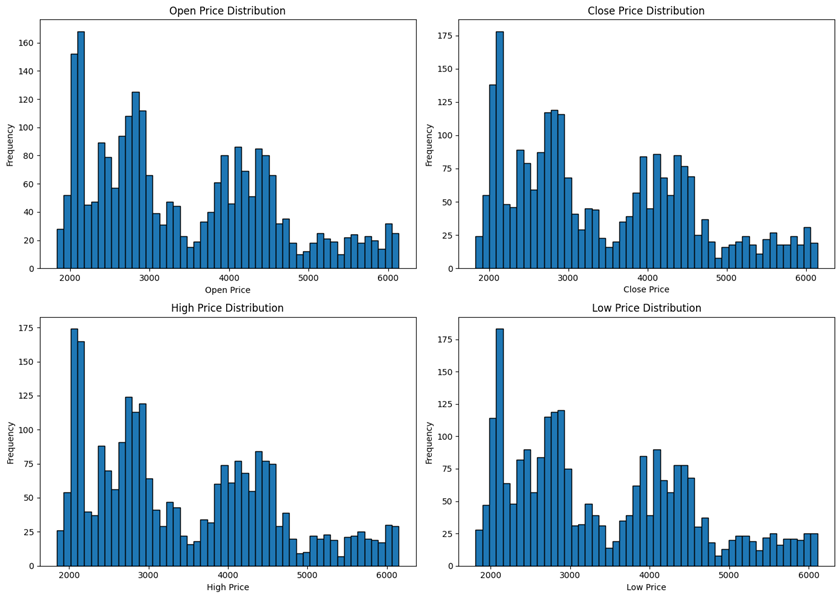 Open Price Distribution
Close Price Distribution
Frequency
160
140
120
100
80
60
40
20
0
2000 3000 4000 5000 6000
Open Price
Frequency
175
150
125
100
75
50
25
0
2000 3000 4000 5000 6000
Close Price
High Price Distribution
Low Price Distribution
Frequency
175
150
125
100
75
50
25
0
2000 3000 4000 5000 6000
High Price
Frequency
175
150
125
100
75
50
25
0
2000 3000 4000 5000 6000
Low Price